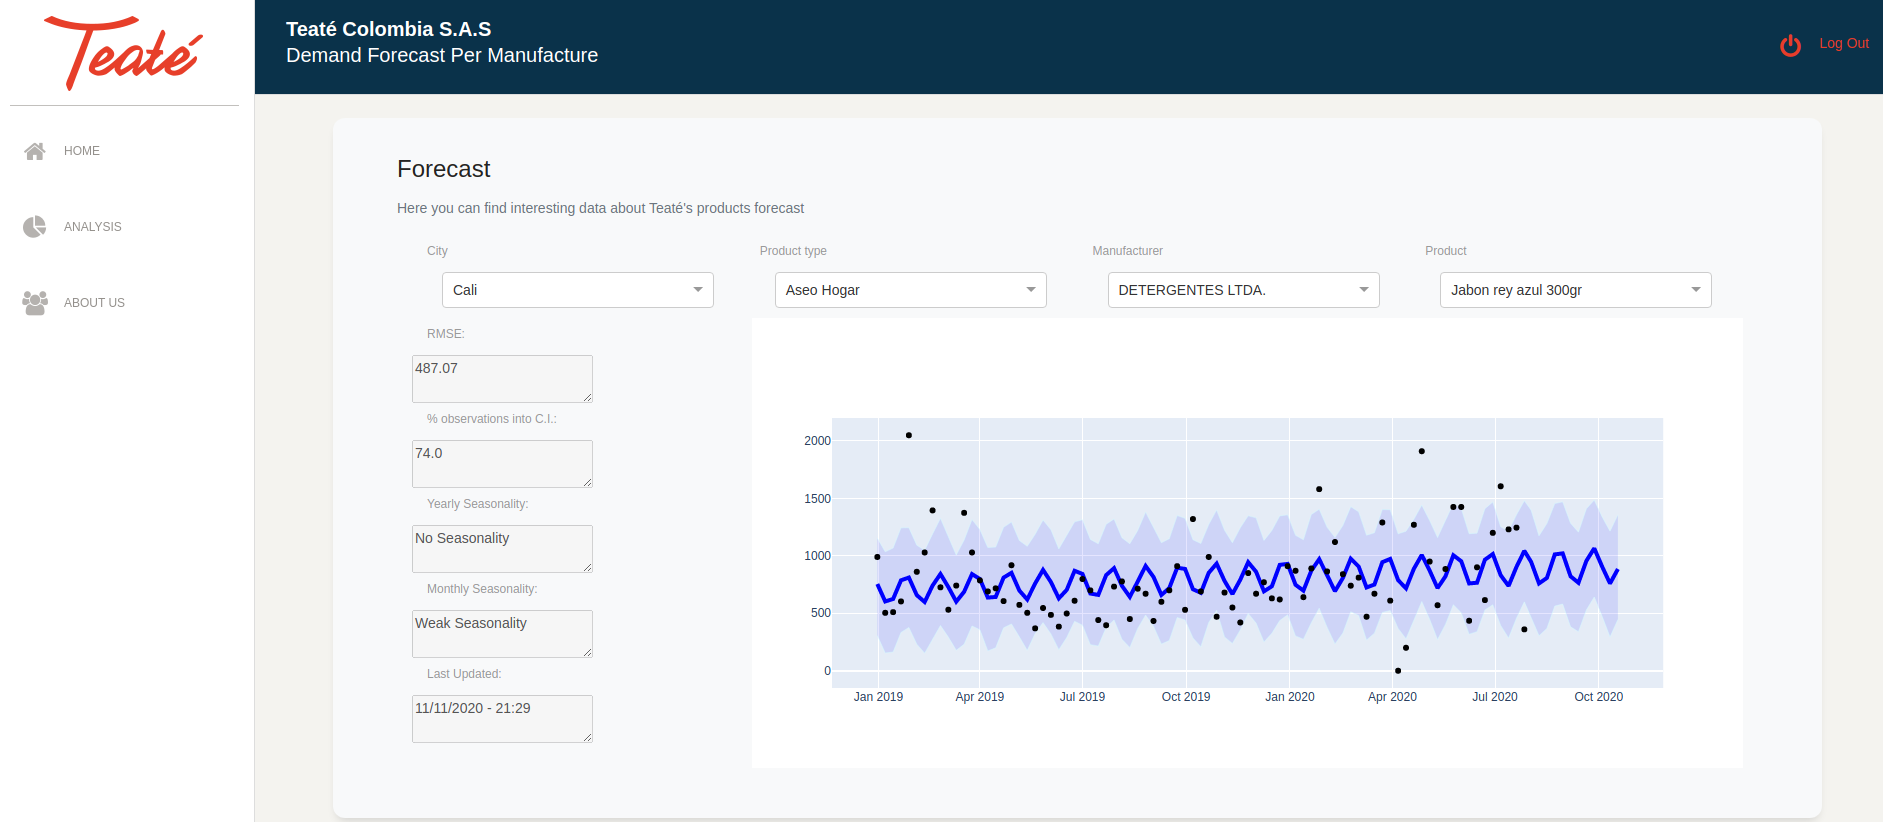 Teaté
Teaté Colombia S.A.S
Demand Forecast Per Manufacture
Log Out
HOME
ANALYSIS
ABOUT US
Forecast
Here you can find interesting data about Teaté's products forecast
City
Product type
Manufacturer
Product
Cali
Aseo Hogar
DETERGENTES LTDA.
Jabon rey azul 300gr
RMSE:
487.07
% observations into C.I.:
74.0
Yearly Seasonality:
No Seasonality
Monthly Seasonality:
Weak Seasonality
Last Updated:
11/11/2020 - 21:29
2000
1500
1000
500
0
Jan 2019
Apr 2019
Jul 2019
Oct 2019
Jan 2020
Apr 2020
Jul 2020
Oct 2020